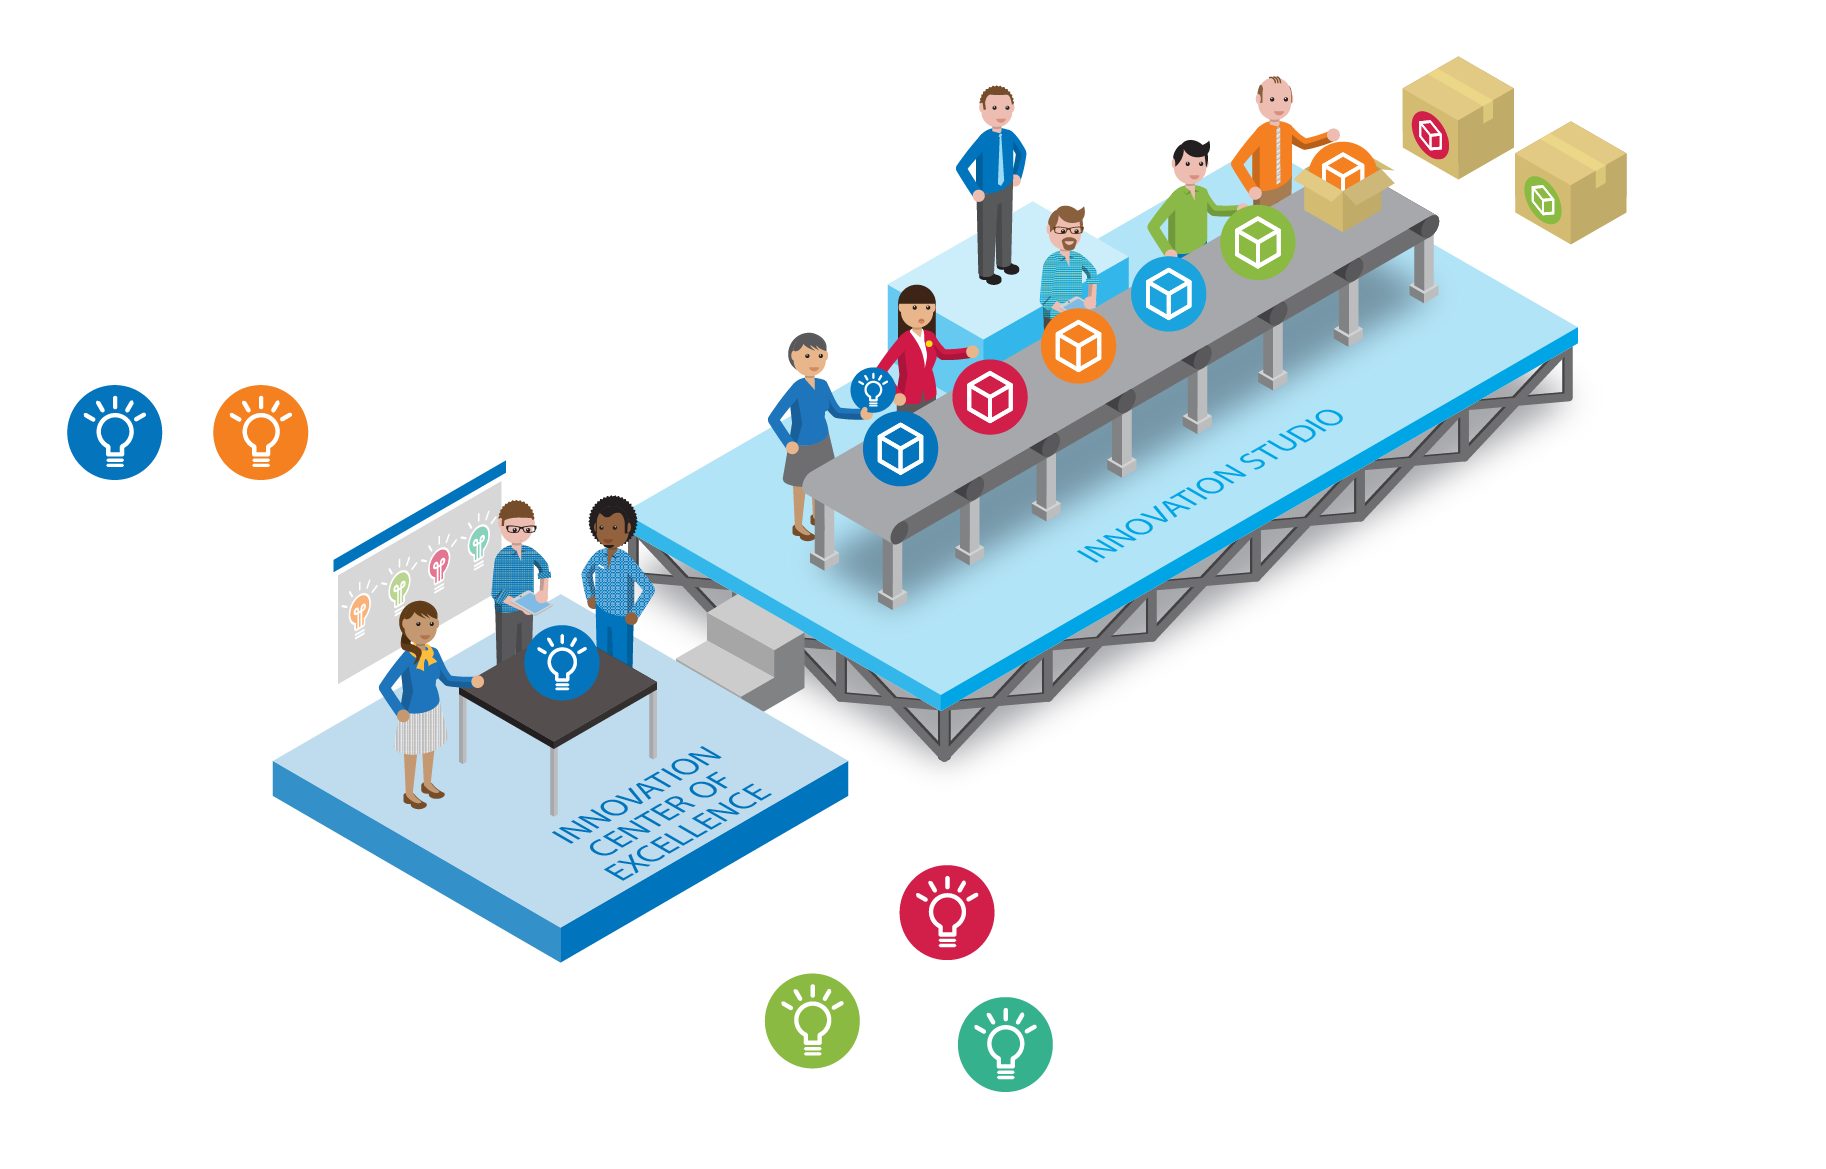 INNOVATION STUDIO
INNOVATION
CENTER OF
EXCELLENCE